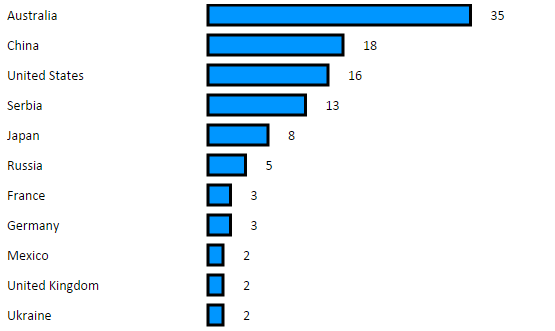 Australia 35
China 18
United States 16
Serbia 13
Japan 8
Russia 5
France 3
Germany 3
Mexico 2
United Kingdom 2
Ukraine 2